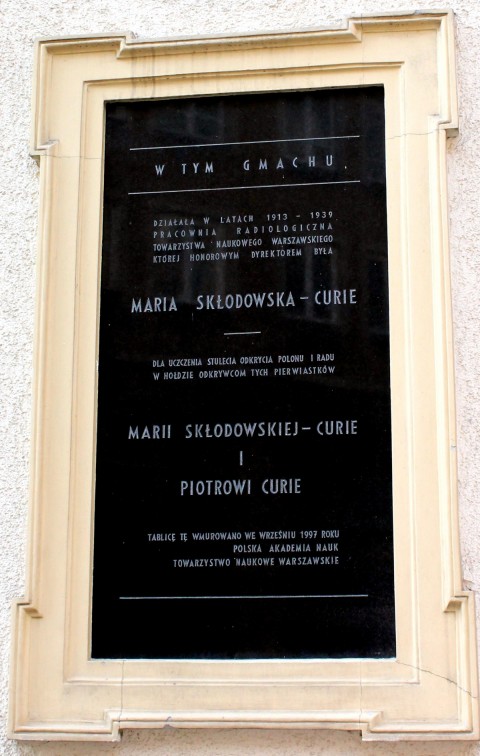 W TYM GMACHU
DZIAŁAŁA W LATACH 1913 – 1939
PRACOWNIA RADIOLOGICZNA
TOWARZYSTWA NAUKOWEGO WARSZAWSKIEGO
KTÓREJ HONOROWYM DYREKTOREM BYŁA
MARIA SKŁODOWSKA – CURIE
DLA UCZCZENIA STULECIA ODKRYCIA POLONU I RADU
W HOŁDZIE ODKRYWCOM TYCH PIERWIASTKÓW
MARII SKŁODOWSKIEJ – CURIE
I
PIOTROWI CURIE
TABLICĘ TĘ WMUROWANO WE WRZEŚNIU 1997 ROKU
POLSKA AKADEMIA NAUK
TOWARZYSTWO NAUKOWE WARSZAWSKIE